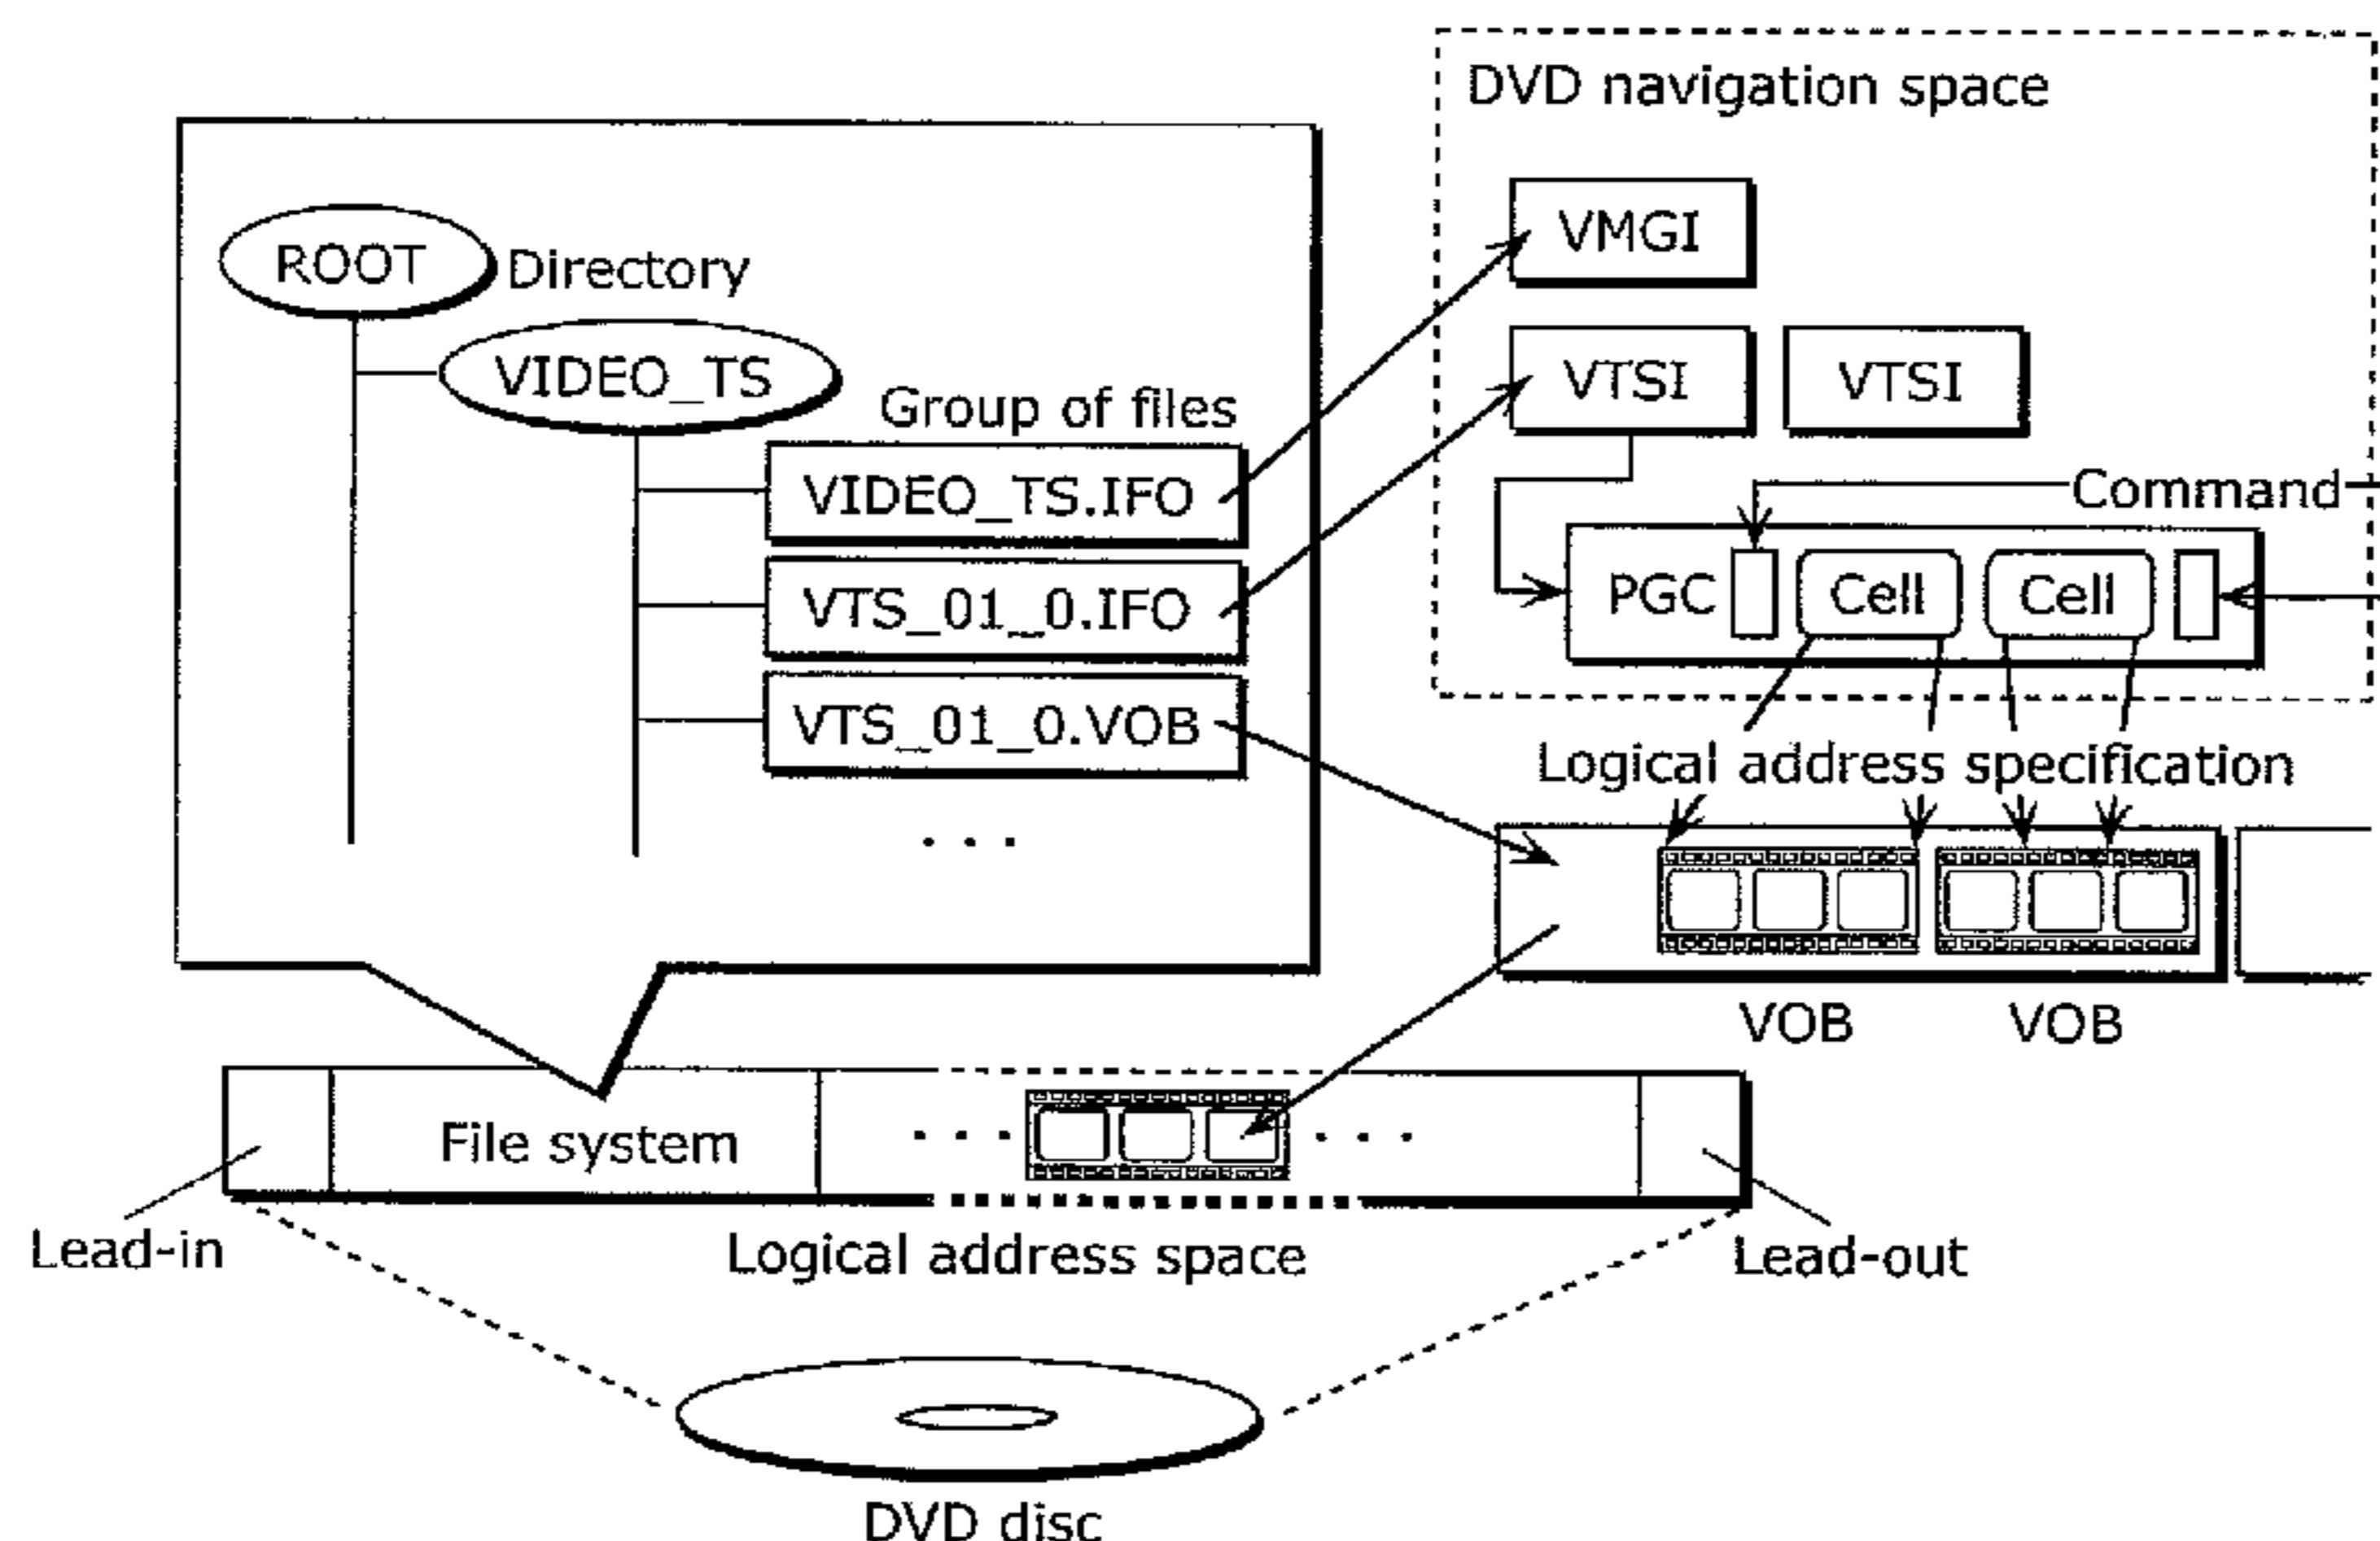 DVD navigation space
ROOT
Directory
VIDEO_TS
Group of files
VIDEO_TS.IFO
VTS_01_0.IFO
VTS_01_0.VOB
. . .
VMGI
VTSI
VTSI
Command
PGC
Cell
Cell
Logical address specification
VOB
VOB
File system
. . .
. . .
Lead-in
Logical address space
Lead-out
DVD disc